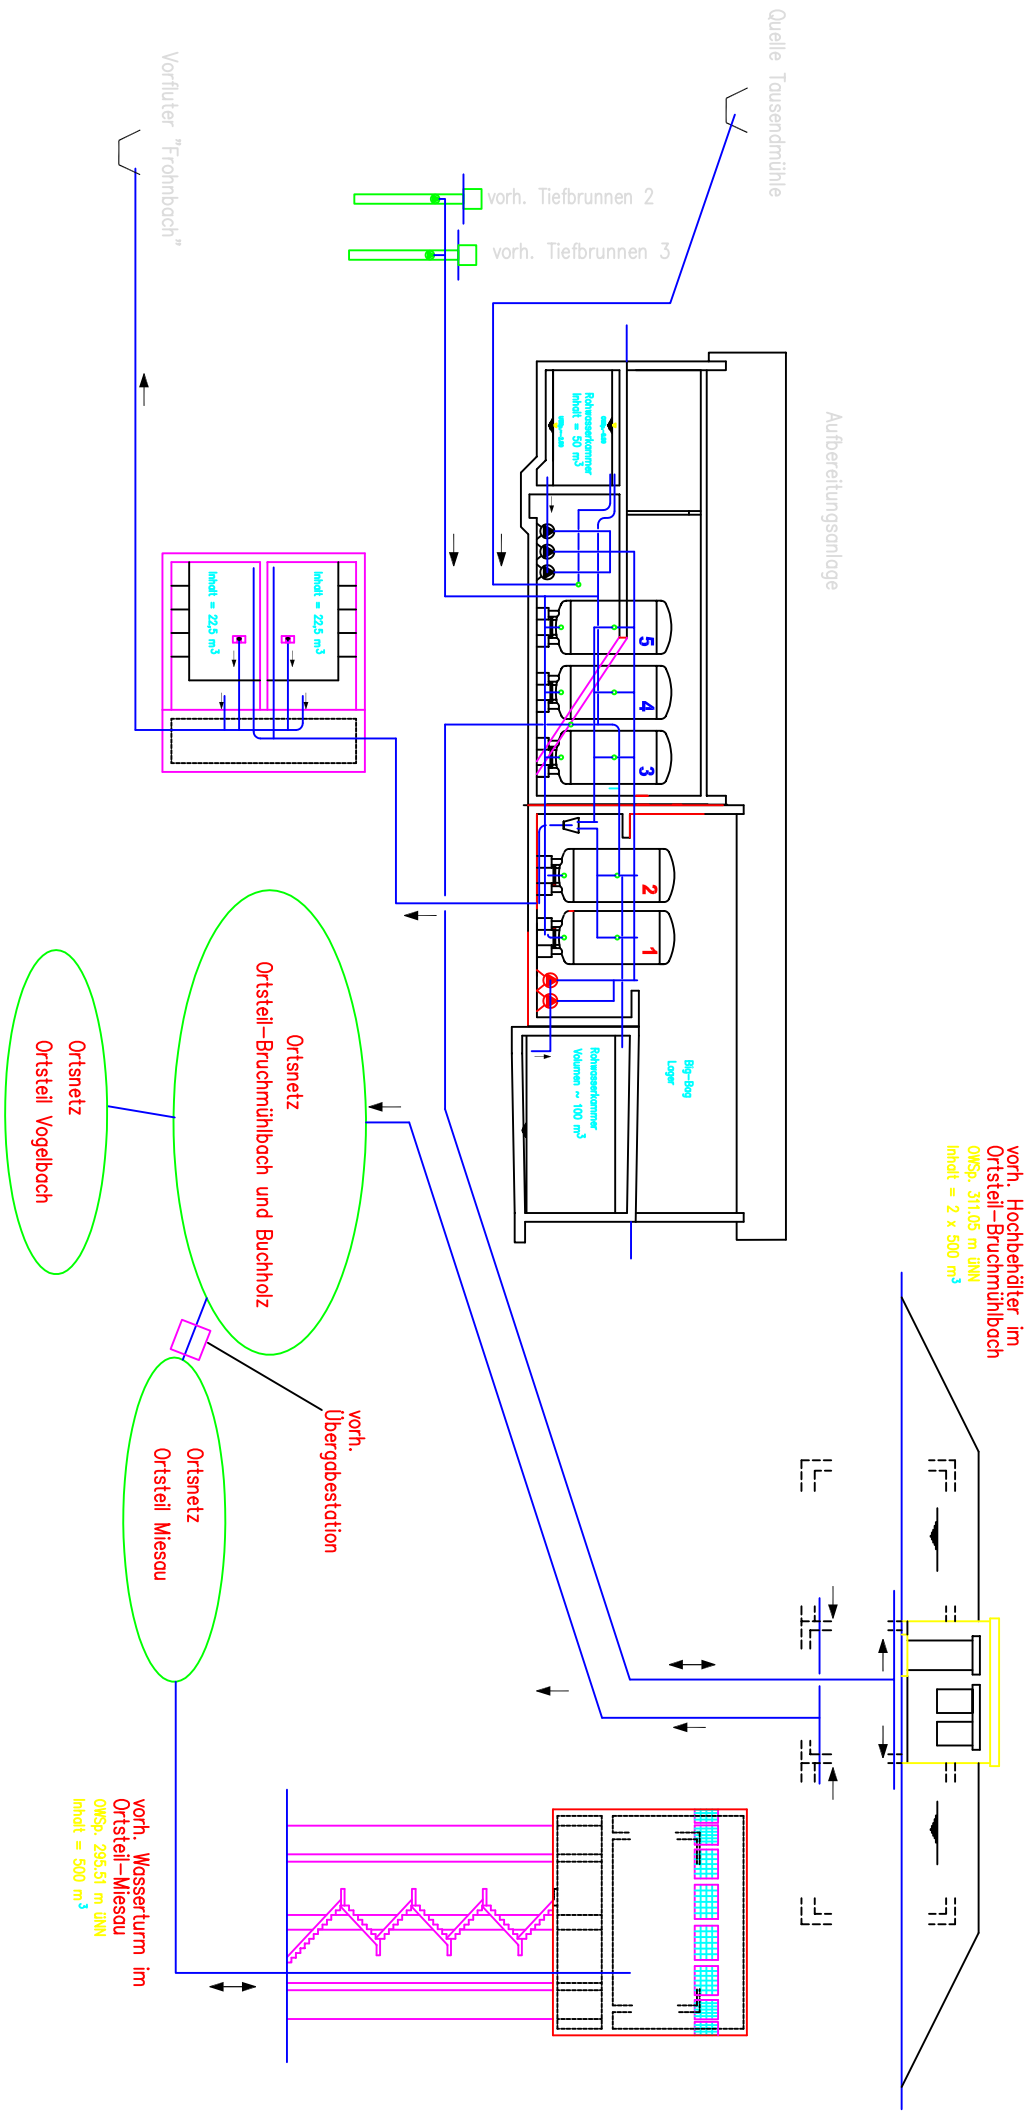 Quelle Tausendmühle
Vorfluter "Frohnbach"
vorh. Tiefbrunnen 2
vorh. Tiefbrunnen 3
Aufbereitungsanlage
Rohwasserkammer
Inhalt = 50 m³
Inhalt = 22,5 m³
Inhalt = 22,5 m³
5
4
3
2
1
Rohwasserkammer
Volumen ~ 100 m³
Big-Bag
Lager
Ortsnetz
Ortsteil-Bruchmühlbach und Buchholz
Ortsnetz
Ortsteil Vogelbach
Ortsnetz
Ortsteil Miesau
vorh.
Übergabestation
vorh. Hochbehälter im
Ortsteil-Bruchmühlbach
OWSp. 311.05 m üNN
Inhalt = 2 x 500 m³
vorh. Wasserturm im
Ortsteil-Miesau
OWSp. 296.51 m üNN
Inhalt = 500 m³